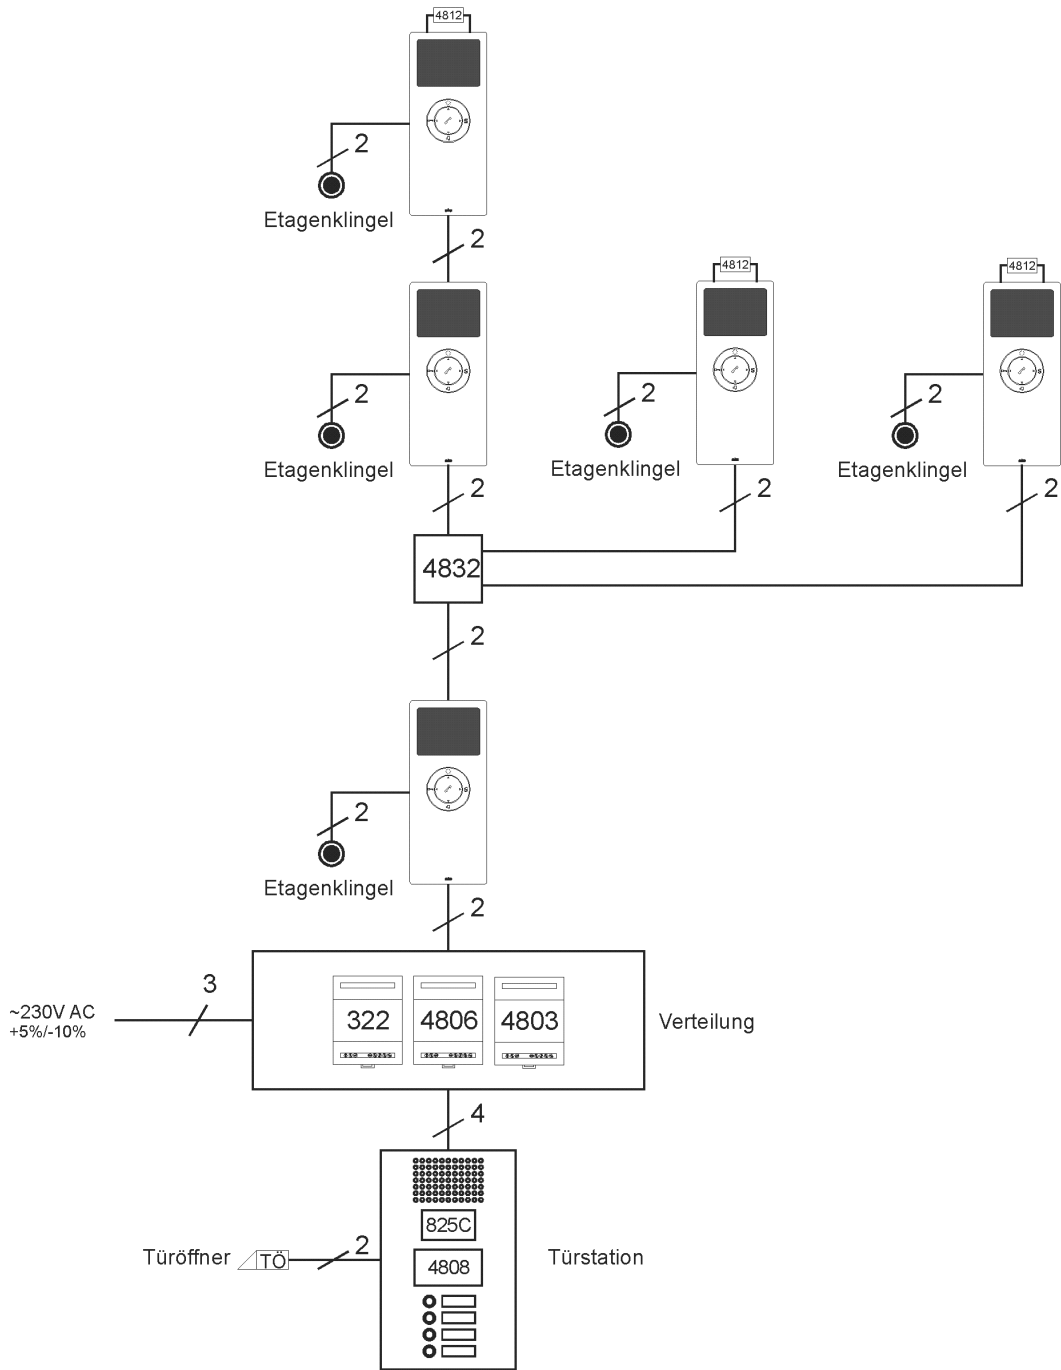 4812
2
Etagenklingel
2
4812
4812
2
2
2
Etagenklingel
Etagenklingel
Etagenklingel
2
2
2
4832
2
2
Etagenklingel
2
3
~230V AC
+5%/-10%
322
4806
4803
Verteilung
4
825C
Türöffner
TÖ
2
4808
Türstation